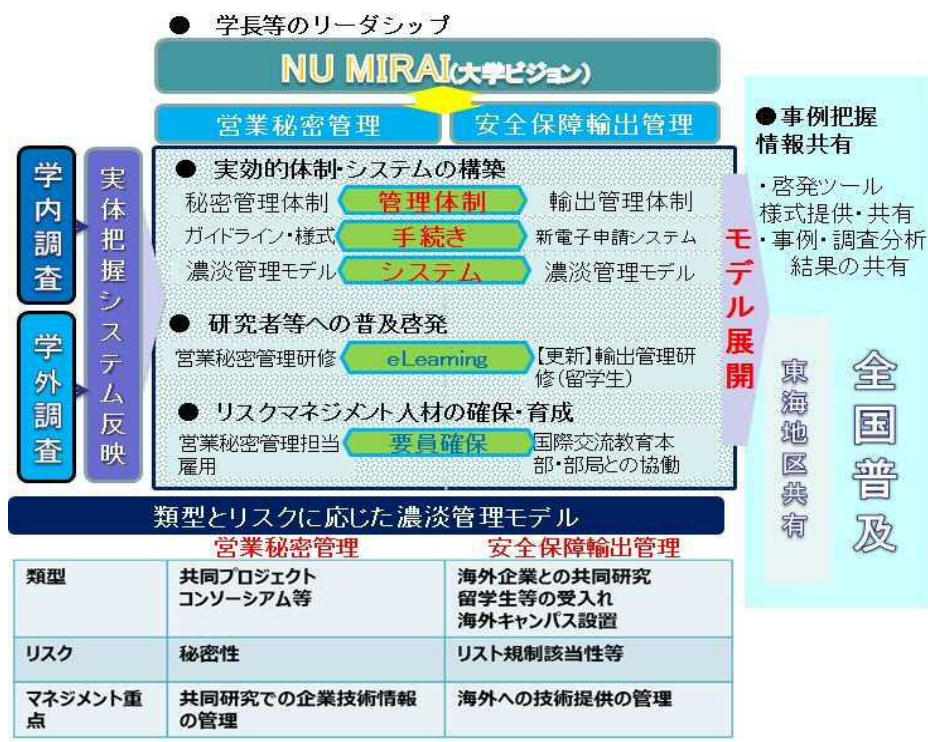 ● 学長等のリーダシップ
NU MIRAI(大学ビジョン)
営業秘密管理
安全保障輸出管理
学内調査
学外調査
実体把握システム反映
● 実効的体制・システムの構築
秘密管理体制 管理体制 輸出管理体制
ガイドライン・様式 手続き 新電子申請システム
濃淡管理モデル システム 濃淡管理モデル
● 研究者等への普及啓発
営業秘密管理研修 eLearning 【更新】輸出管理研
修(留学生)
● リスクマネジメント人材の確保・育成
営業秘密管理担当 要員確保 国際交流教育本
雇用 部・部局との協働
モデル展開
●事例把握
情報共有
・啓発ツール
様式提供・共有
・事例・調査分析
結果の共有
東海地区共有
全国普及
類型とリスクに応じた濃淡管理モデル
営業秘密管理 安全保障輸出管理
類型 共同プロジェクト 海外企業との共同研究
コンソーシアム等 留学生等の受入れ
海外キャンパス設置
リスク 秘密性 リスト規制該当性等
マネジメント重 共同研究での企業技術情報 海外への技術提供の管理
点 の管理